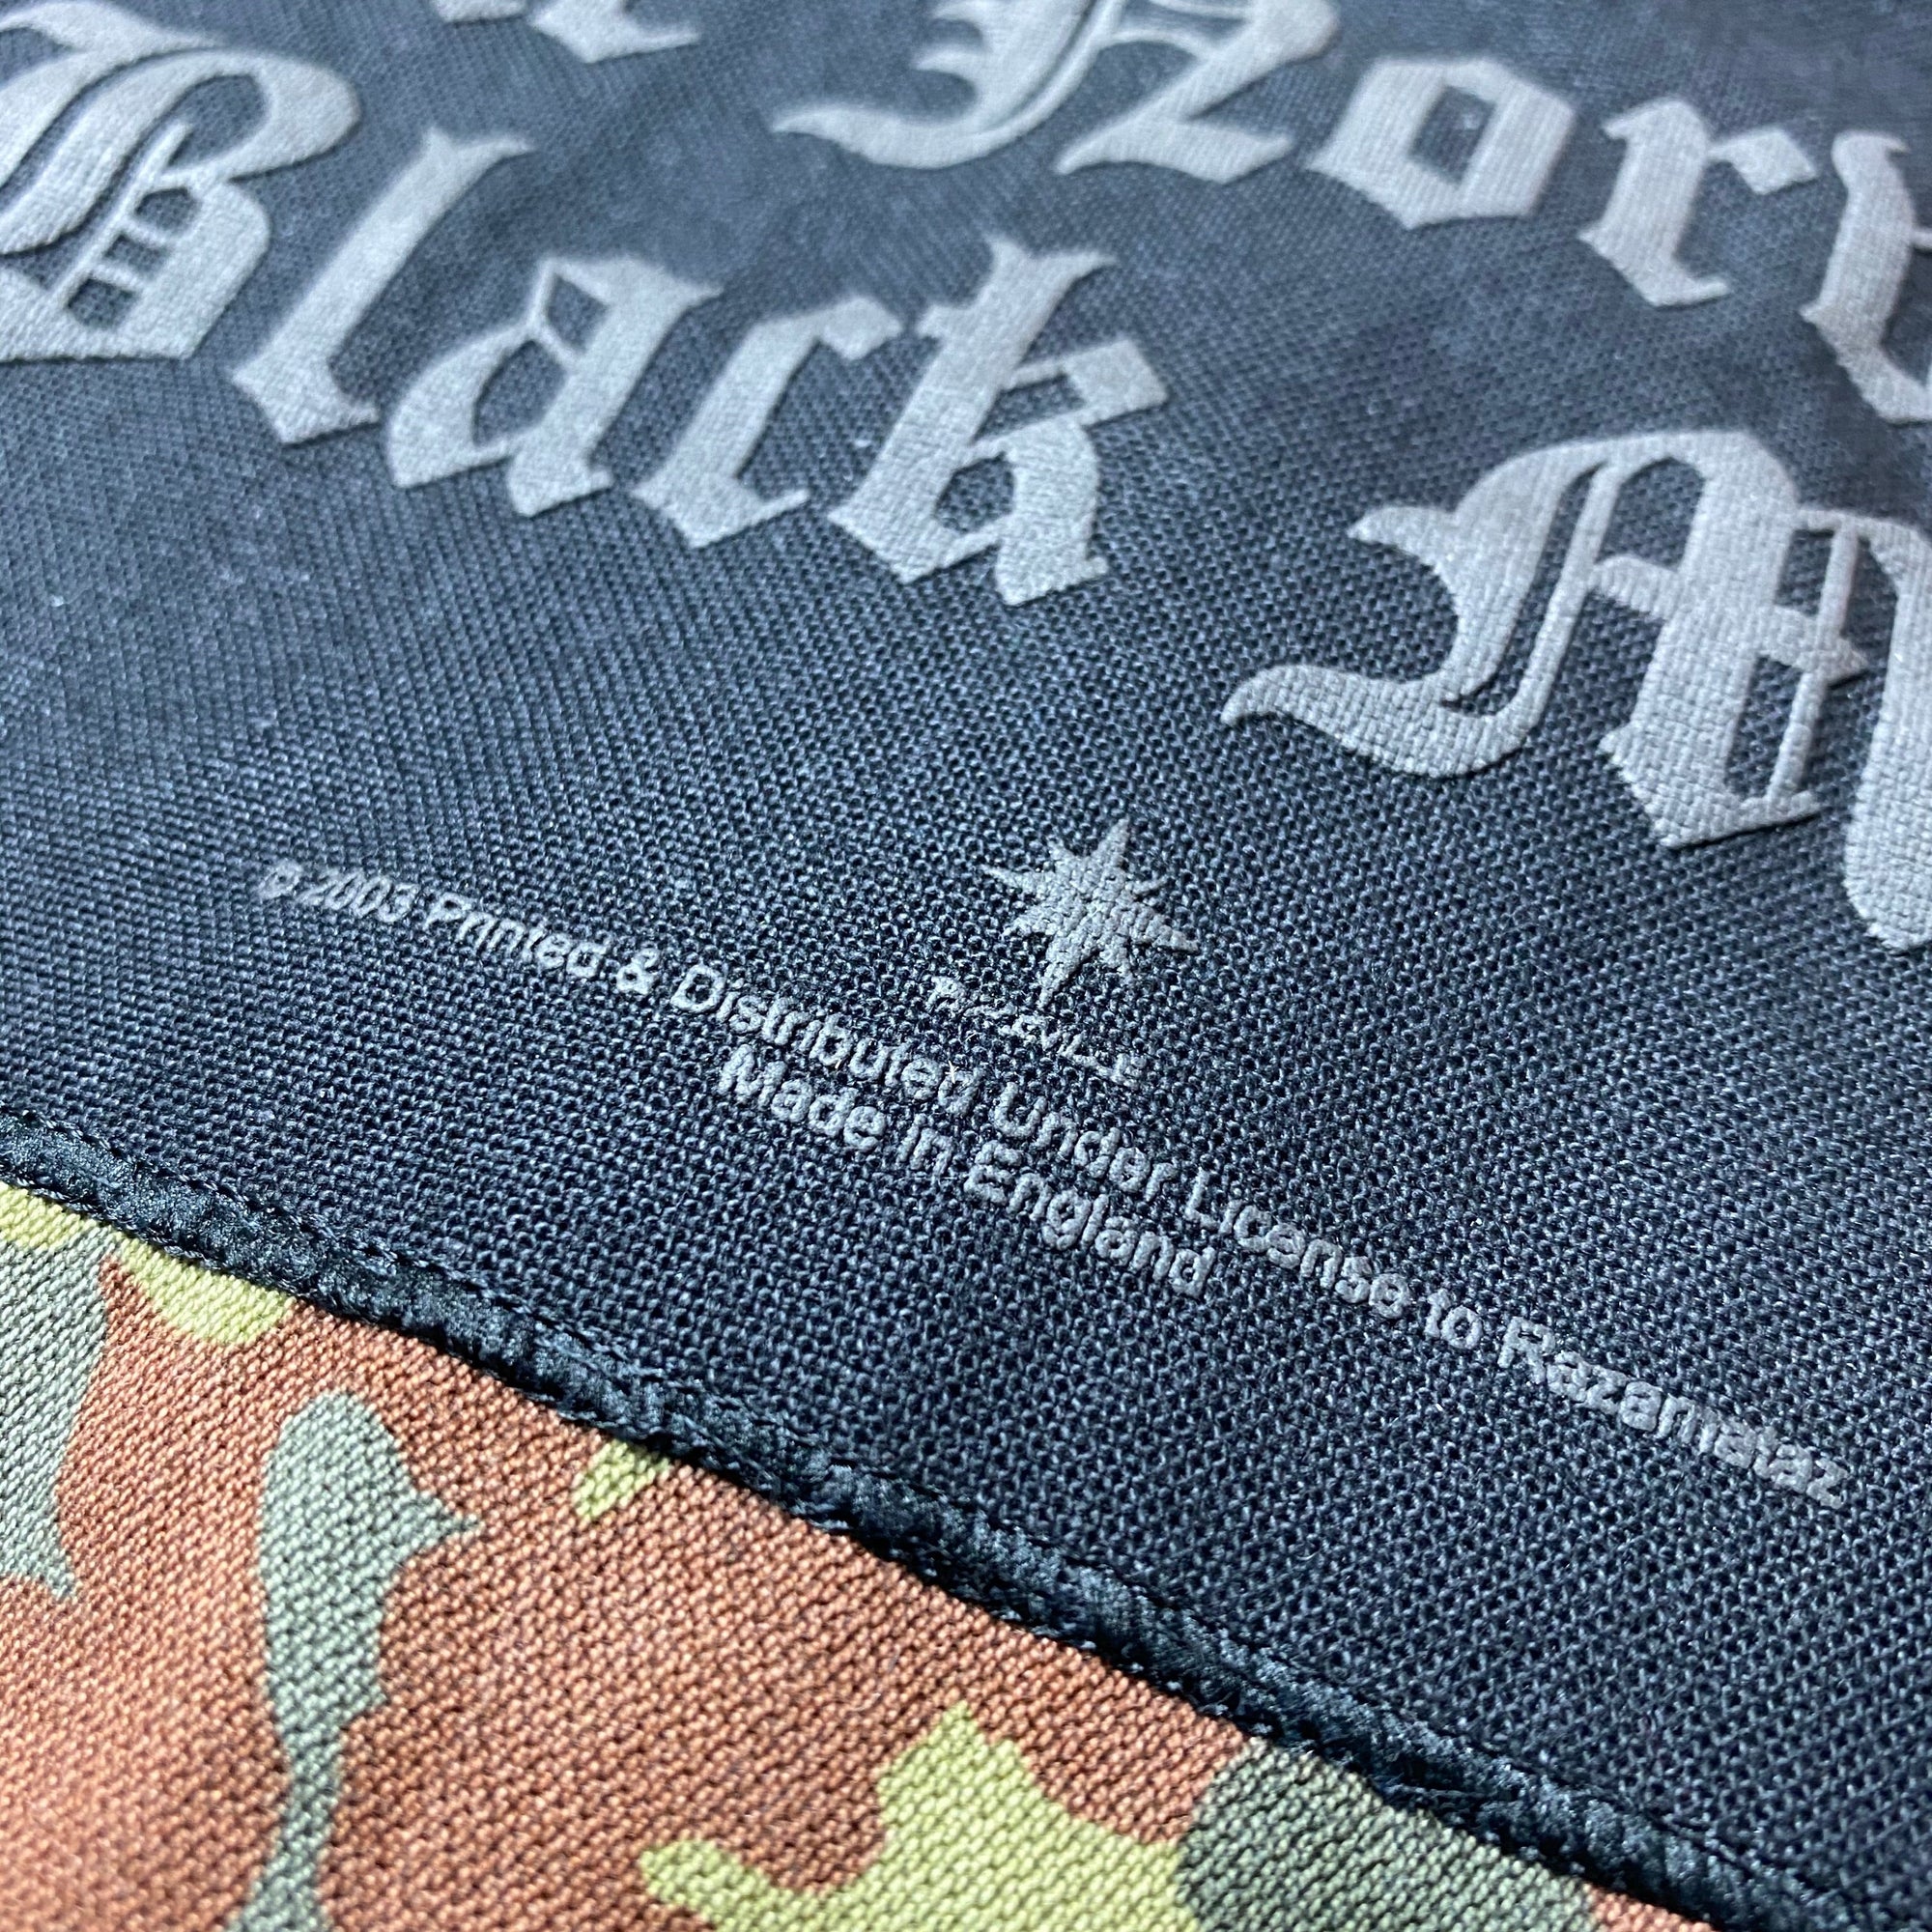 Black
© 2003 Printed & Distributed Under License to Razamataz
Made in England